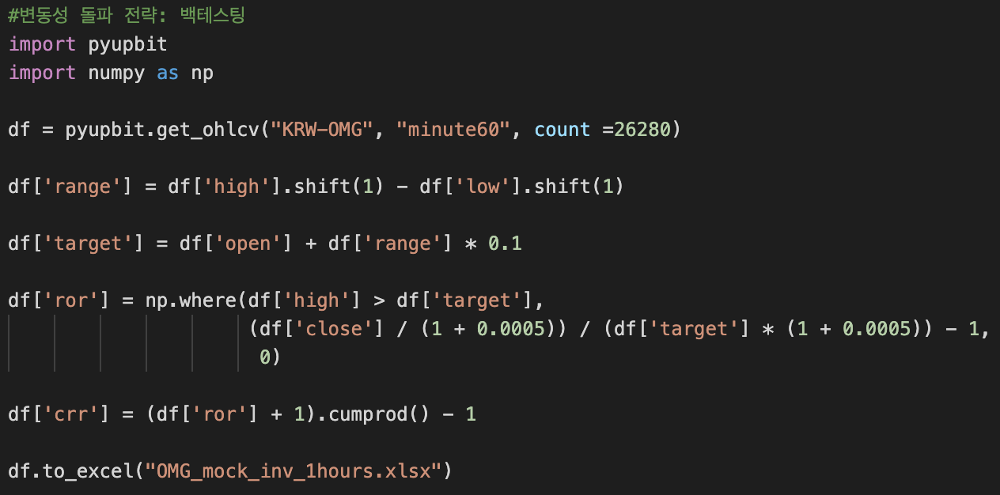 #변동성 돌파 전략: 백테스팅
import pyupbit
import numpy as np
df = pyupbit.get_ohlcv("KRW-OMG", "minute60", count =26280)
df['range'] = df['high'].shift(1) - df['low'].shift(1)
df['target'] = df['open'] + df['range'] * 0.1
df['ror'] = np.where(df['high'] > df['target'],
(df['close'] / (1 + 0.0005)) / (df['target'] * (1 + 0.0005)) - 1,
0)
df['crr'] = (df['ror'] + 1).cumprod() - 1
df.to_excel("OMG_mock_inv_1hours.xlsx")